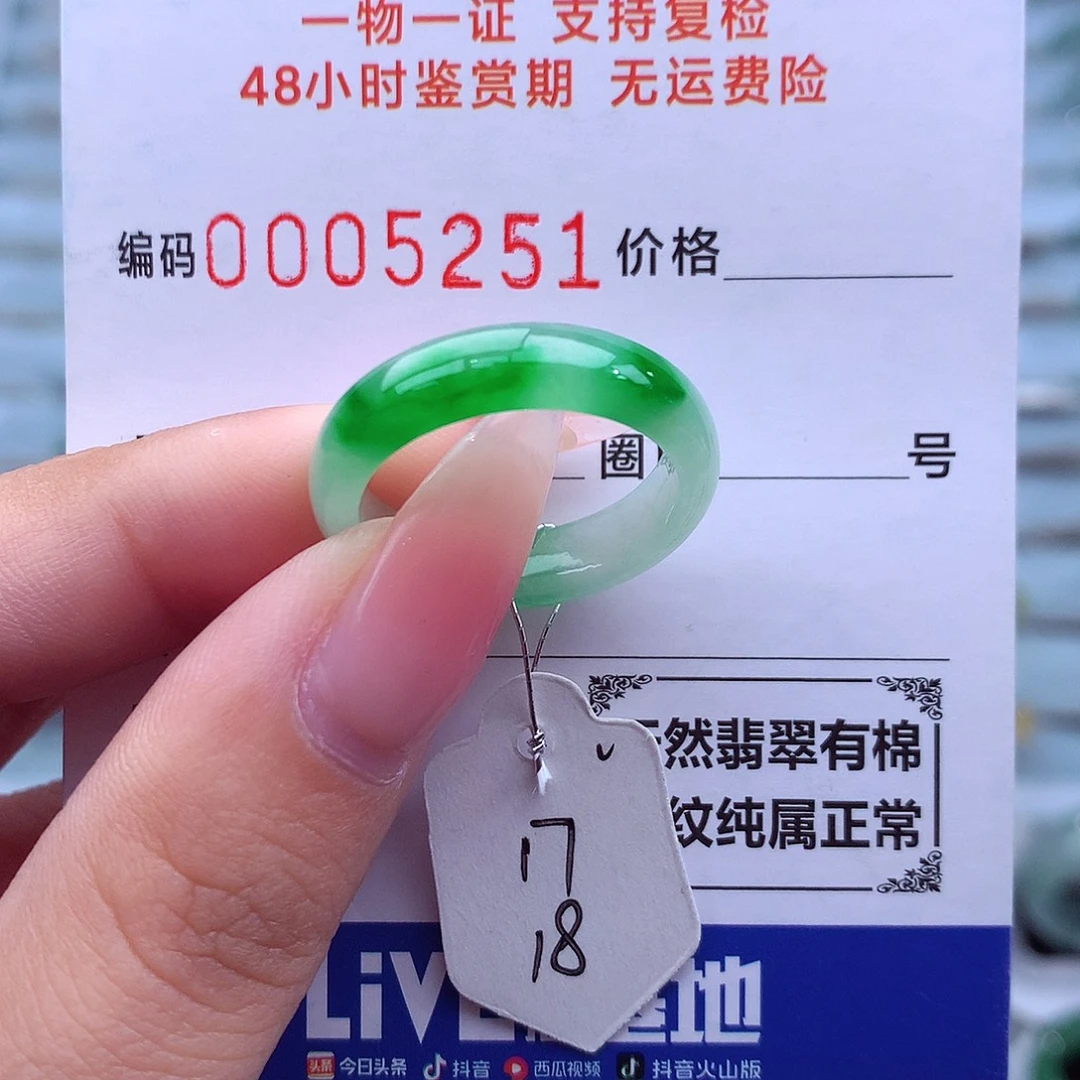 一物一证 支持复检
48小时鉴赏期 无运费险
编码0005251 价格
圈 号
然翡翠有棉
纹纯属正常
17
18
LiV 基地
今日头条 抖音 西瓜视频 抖音火山版